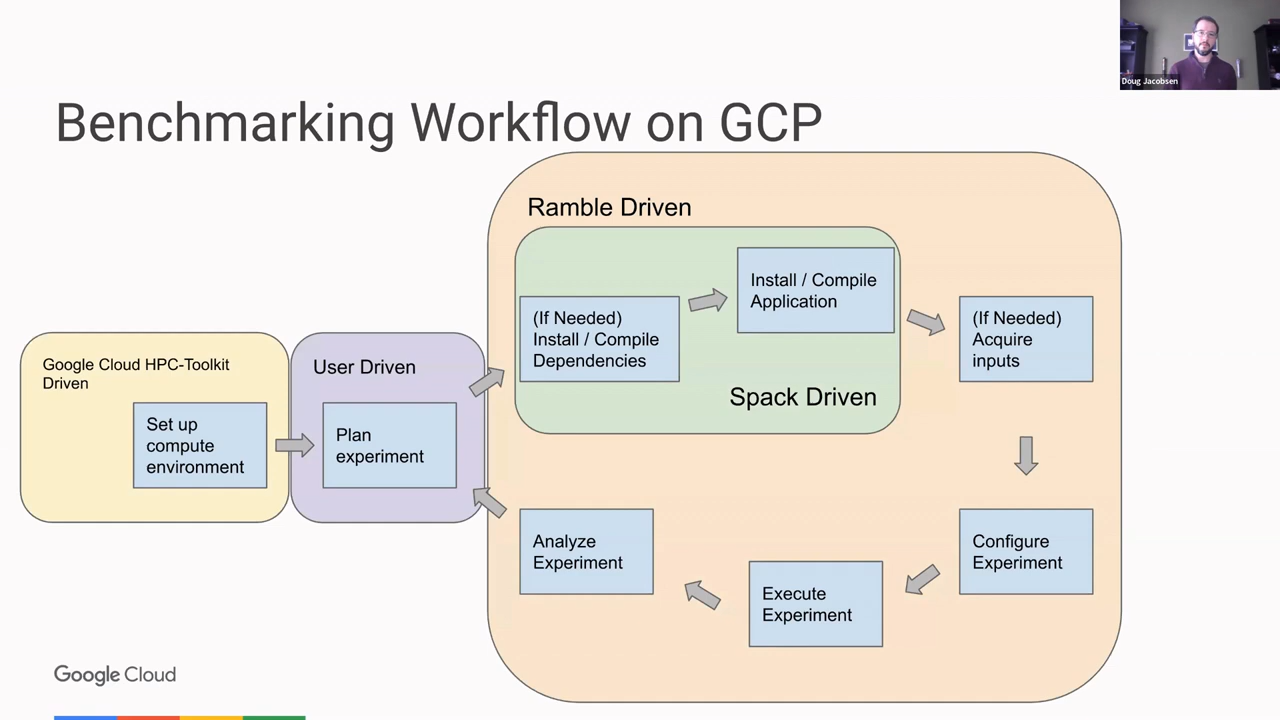 Doug Jacobsen
Benchmarking Workflow on GCP
Ramble Driven
Install / Compile
Application
(If Needed)
Install / Compile
Dependencies
(If Needed)
Acquire
inputs
Spack Driven
Google Cloud HPC-Toolkit
Driven
Set up
compute
environment
User Driven
Plan
experiment
Analyze
Experiment
Execute
Experiment
Configure
Experiment
Google Cloud